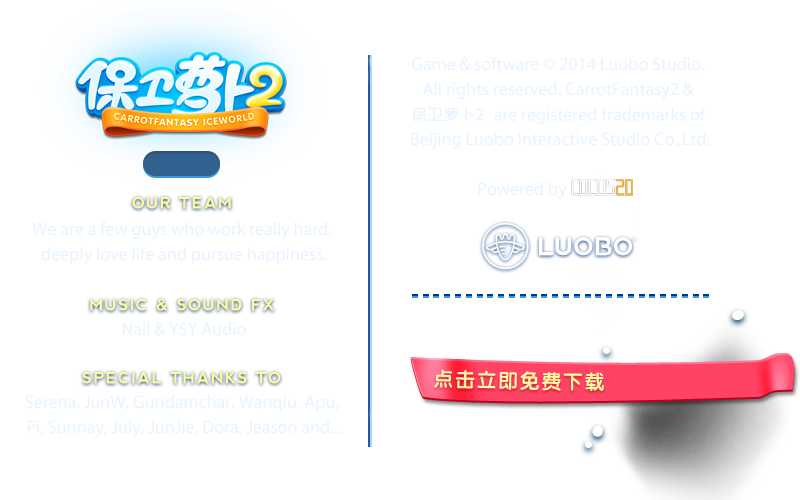 保卫萝卜2
CARROTFANTASY ICEWORLD
OUR TEAM
We are a few guys who work really hard,
deeply love life and pursue happiness.
MUSIC & SOUND FX
Nail & YSY Audio
SPECIAL THANKS TO
Serena, JunW, Gundamchar, Wanqiu, Apu,
Pi, Sunnay, July, JunJie, Dora, Jeason and...
Game & software © 2014 Luobo Studio.
All rights reserved. CarrotFantasy2 &
保卫萝卜2 are registered trademarks of
Beijing Luobo Interactive Studio Co.,Ltd.
Powered by COCOS2D
LUOBO
点击立即免费下载